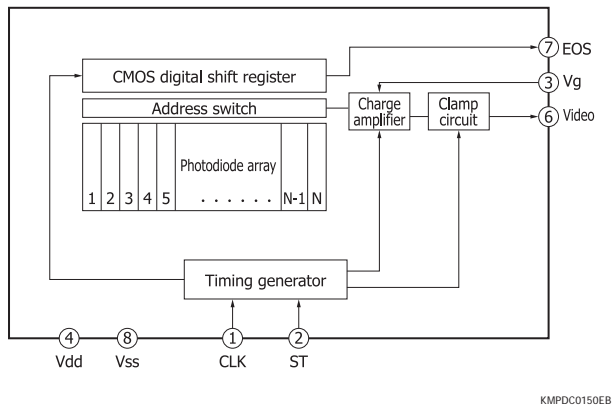 7 EOS
CMOS digital shift register
3 Vg
Address switch
Charge
amplifier
Clamp
circuit
6 Video
Photodiode array
1 2 3 4 5 . . . . . . N-1 N
Timing generator
4 8 1 2
Vdd Vss CLK ST
KMPDC0150EB